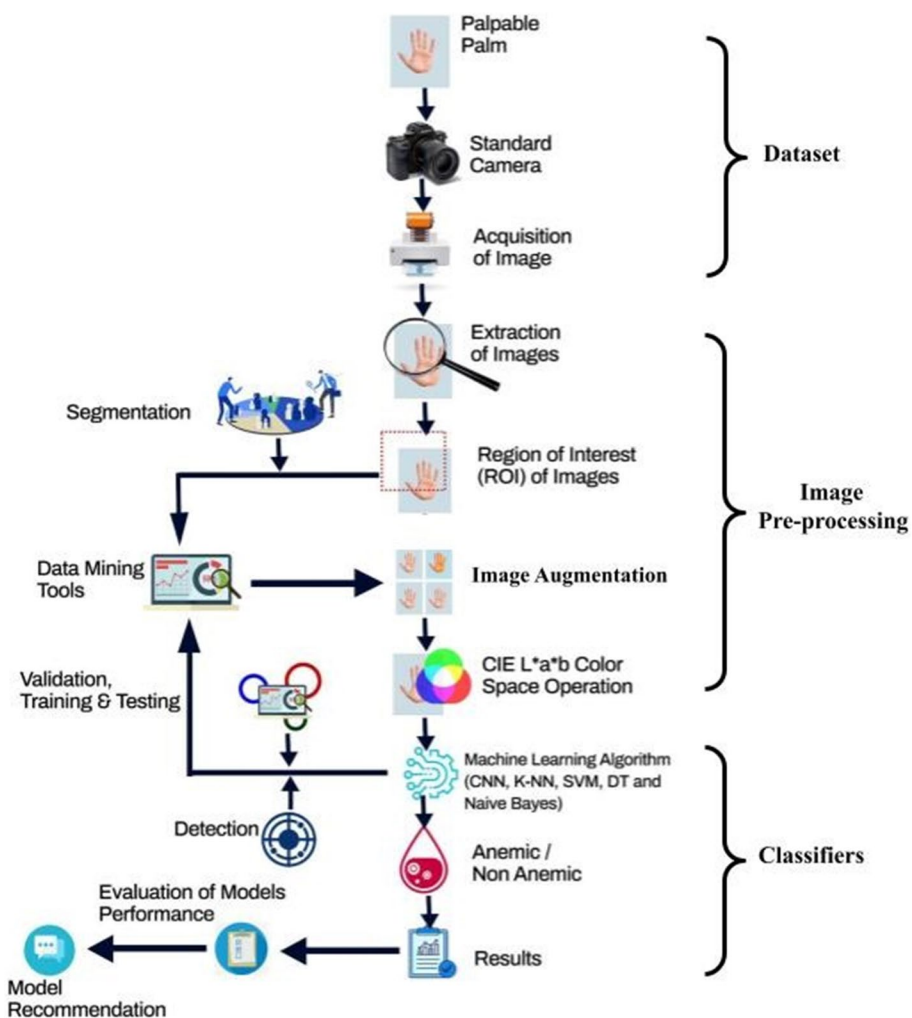 Palpable
Palm
Standard
Camera
Dataset
Acquisition
of Image
Extraction
of Images
Segmentation
Region of Interest
(ROI) of Images
Image
Pre-processing
Data Mining
Tools
Image Augmentation
CIE L*a*b Color
Space Operation
Validation,
Training & Testing
Machine Learning Algorithm
(CNN, K-NN, SVM, DT and
Naive Bayes)
Detection
Anemic /
Non Anemic
Classifiers
Evaluation of Models
Performance
Results
Model
Recommendation